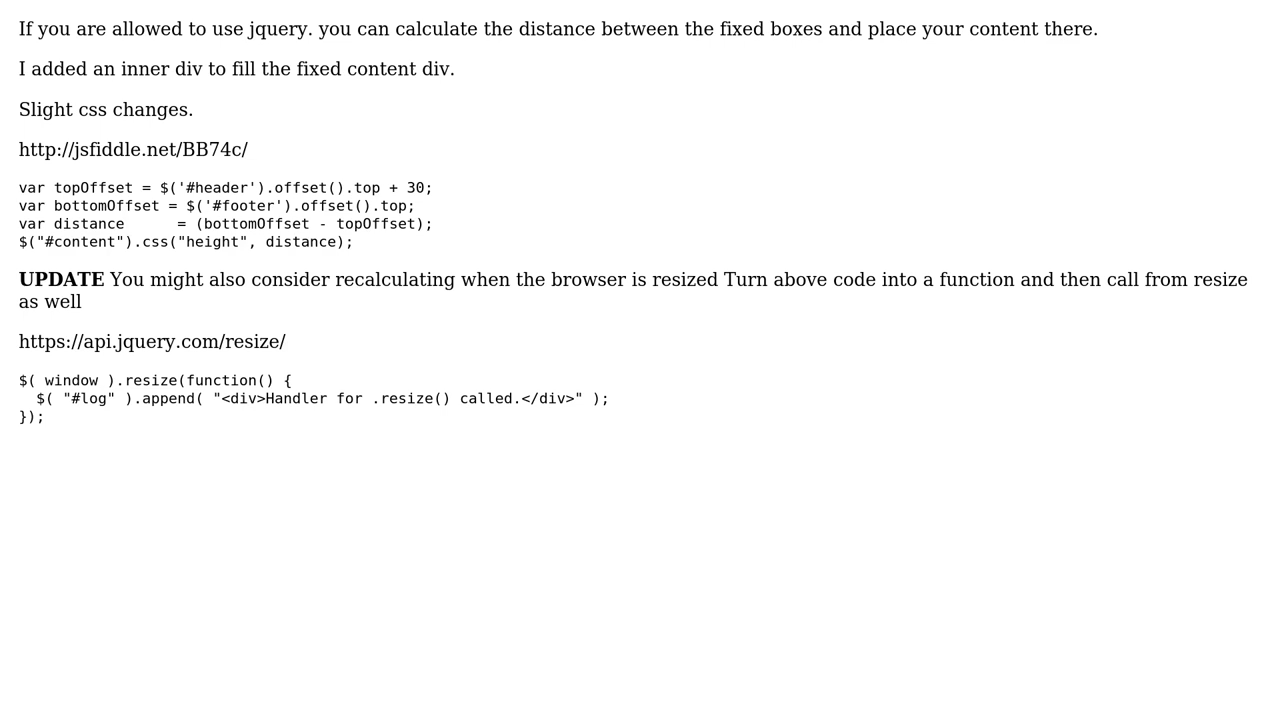 If you are allowed to use jquery. you can calculate the distance between the fixed boxes and place your content there.
I added an inner div to fill the fixed content div.
Slight css changes.
http://jsfiddle.net/BB74c/
var topOffset = $('#header').offset().top + 30;
var bottomOffset = $('#footer').offset().top;
var distance      = (bottomOffset - topOffset);
$("#content").css("height", distance);
UPDATE You might also consider recalculating when the browser is resized Turn above code into a function and then call from resize
as well
https://api.jquery.com/resize/
$( window ).resize(function() {
  $( "#log" ).append( "<div>Handler for .resize() called.</div>" );
});